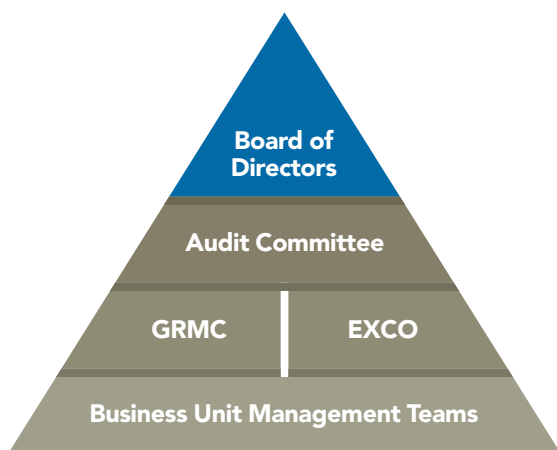 Board of
Directors
Audit Committee
GRMC
EXCO
Business Unit Management Teams